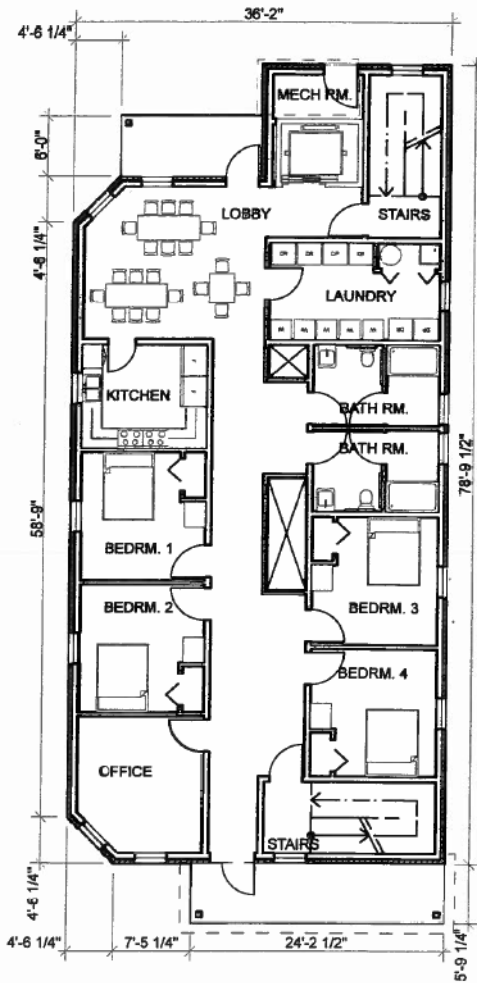 36'-2"
4'-6 1/4"
MECH RM.
6'-0"
LOBBY
STAIRS
4'-6 1/4"
LAUNDRY
KITCHEN
BATH RM.
BATH RM.
78'-9 1/2"
58'-9"
BEDRM. 1
BEDRM. 2
BEDRM. 3
BEDRM. 4
OFFICE
STAIRS
4'-6 1/4"
4'-6 1/4"
7'-5 1/4"
24'-2 1/2"
5'-9 1/4"